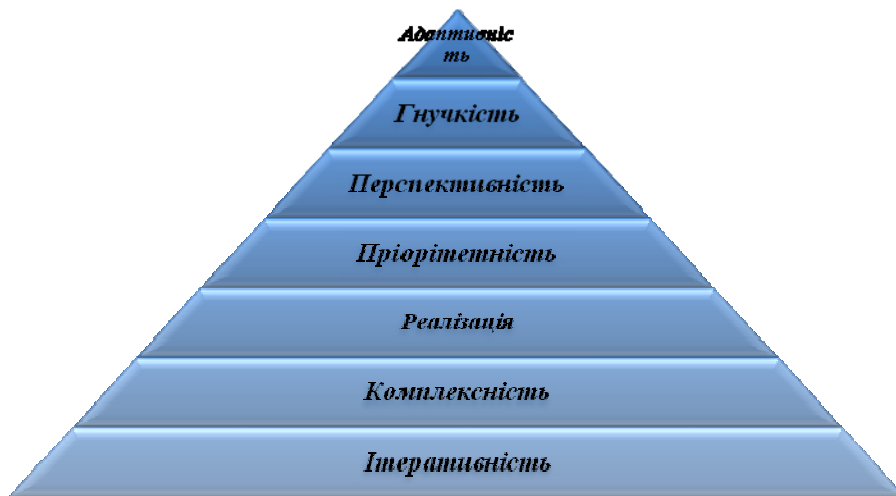 Адаптивніс
ть
Гнучкість
Перспективність
Пріорітетність
Реалізація
Комплексність
Ітеративність